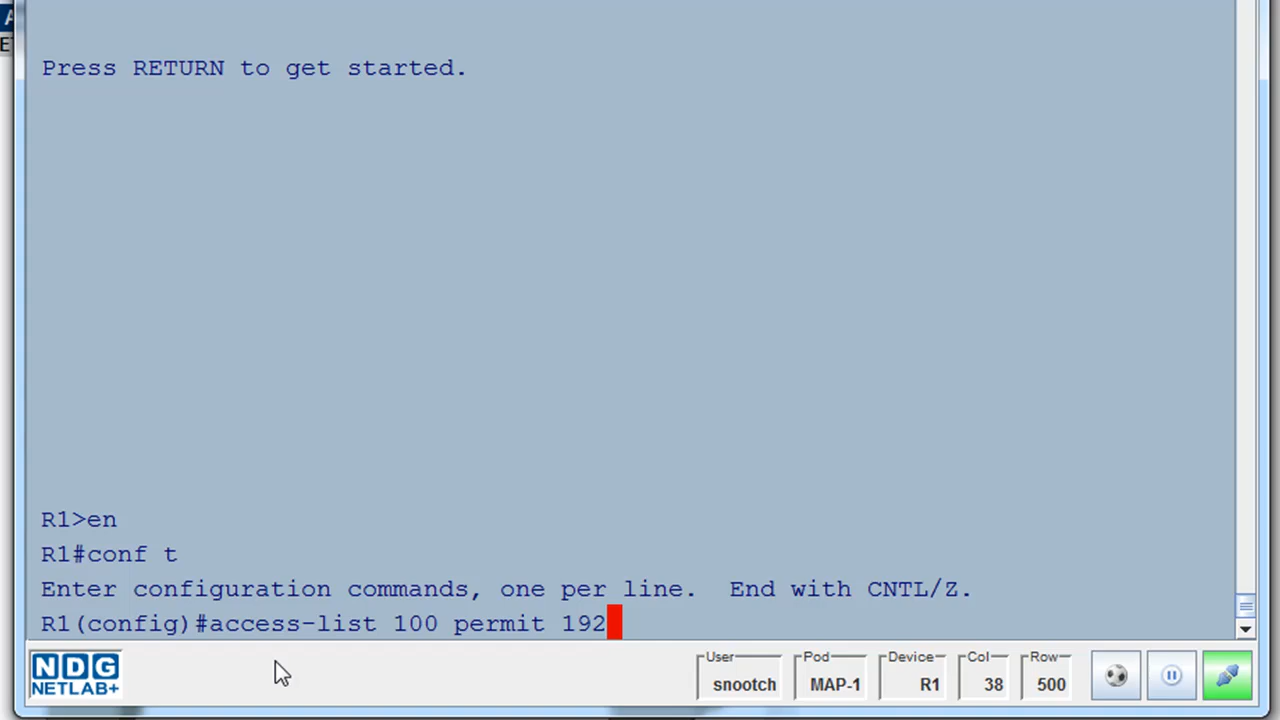 Press RETURN to get started.
R1>en
R1#conf t
Enter configuration commands, one per line.  End with CNTL/Z.
R1(config)#access-list 100 permit 192
NDG
NETLAB+
User
snootch
Pod
MAP-1
Device
R1
Col
38
Row
500